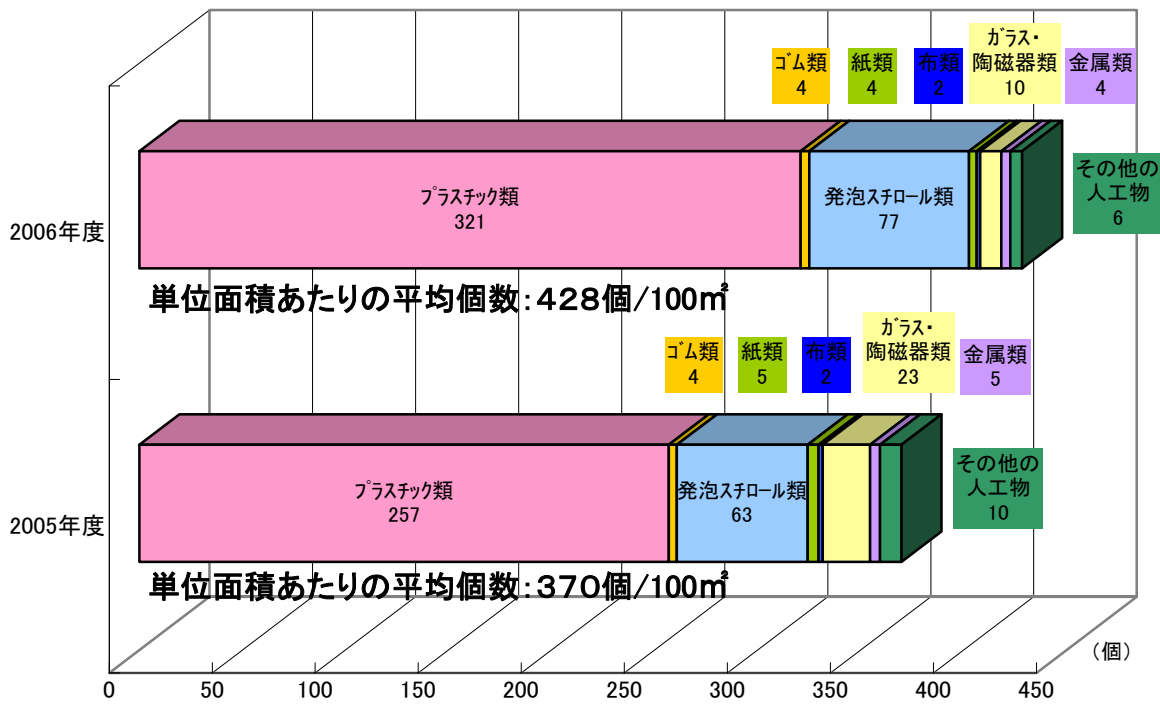 ガラス・
ゴム類 紙類 布類 陶磁器類 金属類
4 4 2 10 4
プラスチック類 発泡スチロール類 その他の
321 77 人工物
6
2006年度
単位面積あたりの平均個数:428個/100㎡
ガラス・
ゴム類 紙類 布類 陶磁器類 金属類
4 5 2 23 5
プラスチック類 発泡スチロール類 その他の
257 63 人工物
10
2005年度
単位面積あたりの平均個数:370個/100㎡
(個)
0 50 100 150 200 250 300 350 400 450